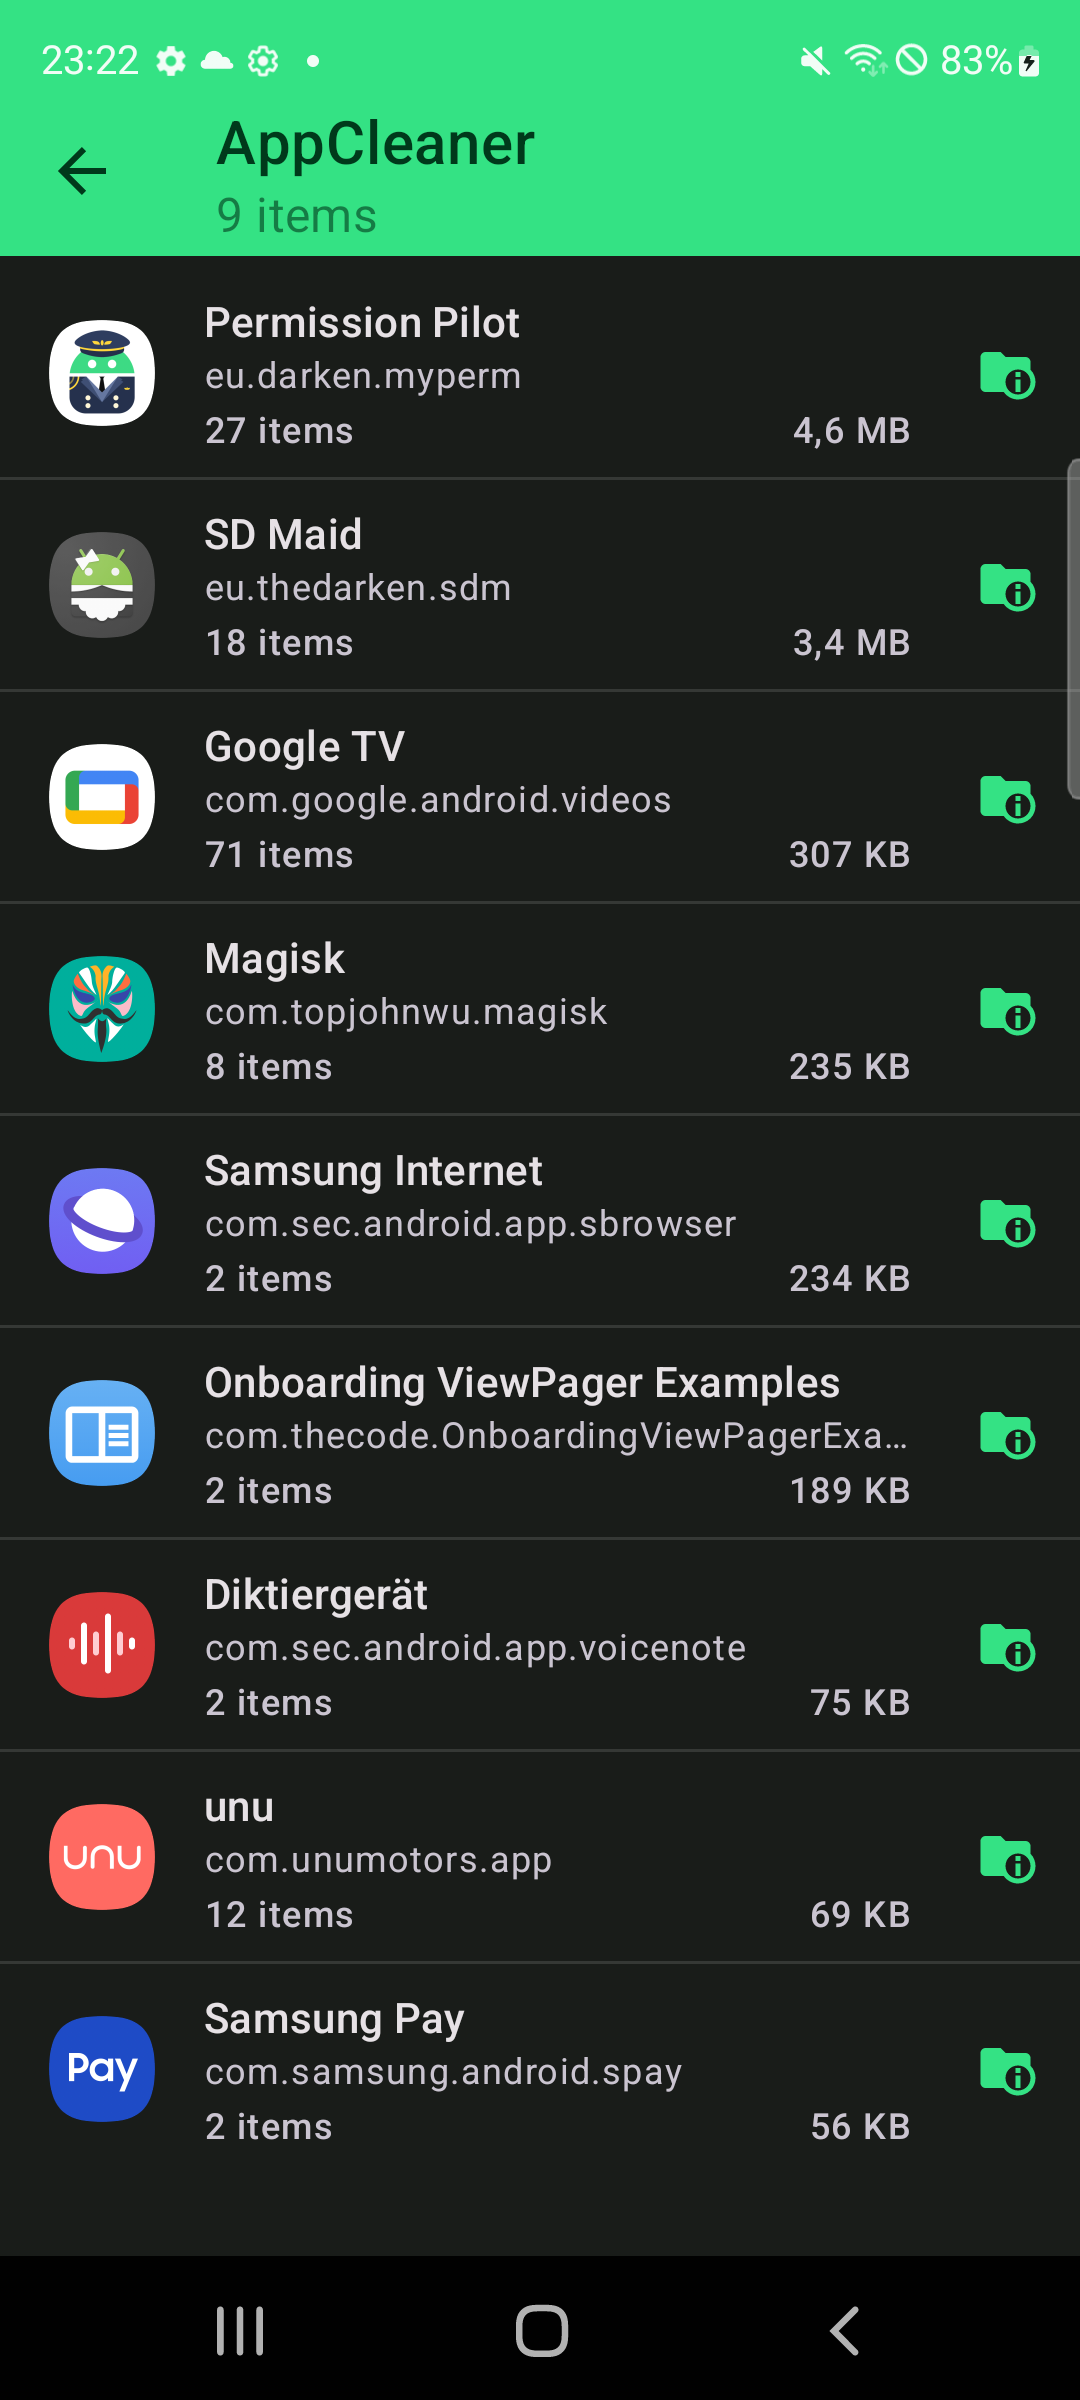 23:22
83%
AppCleaner
9 items
Permission Pilot
eu.darken.myperm
27 items 4,6 MB
SD Maid
eu.thedarken.sdm
18 items 3,4 MB
Google TV
com.google.android.videos
71 items 307 KB
Magisk
com.topjohnwu.magisk
8 items 235 KB
Samsung Internet
com.sec.android.app.sbrowser
2 items 234 KB
Onboarding ViewPager Examples
com.thecode.OnboardingViewPagerExa...
2 items 189 KB
Diktiergerät
com.sec.android.app.voicenote
2 items 75 KB
unu
unu
com.unumotors.app
12 items 69 KB
Samsung Pay
Pay
com.samsung.android.spay
2 items 56 KB